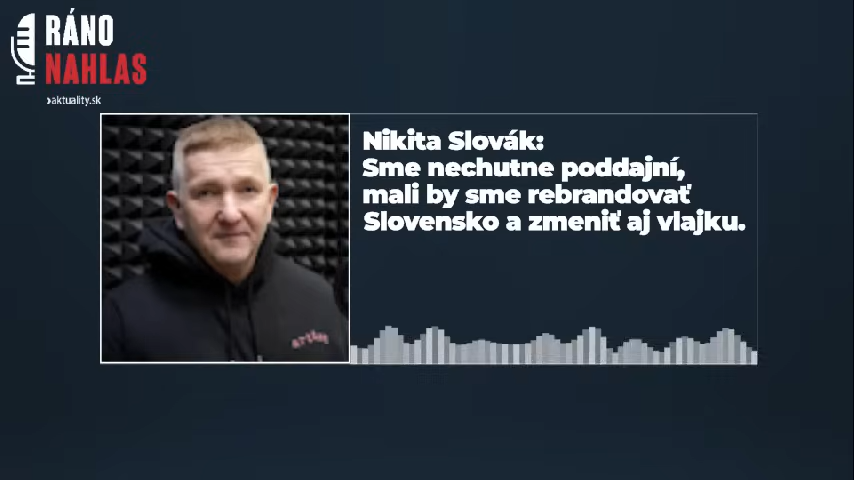 RÁNO
NAHLAS
aktuality.sk
Nikita Slovák:
Sme nechutne poddajní,
mali by sme rebrandovať
Slovensko a zmeniť aj vlajku.